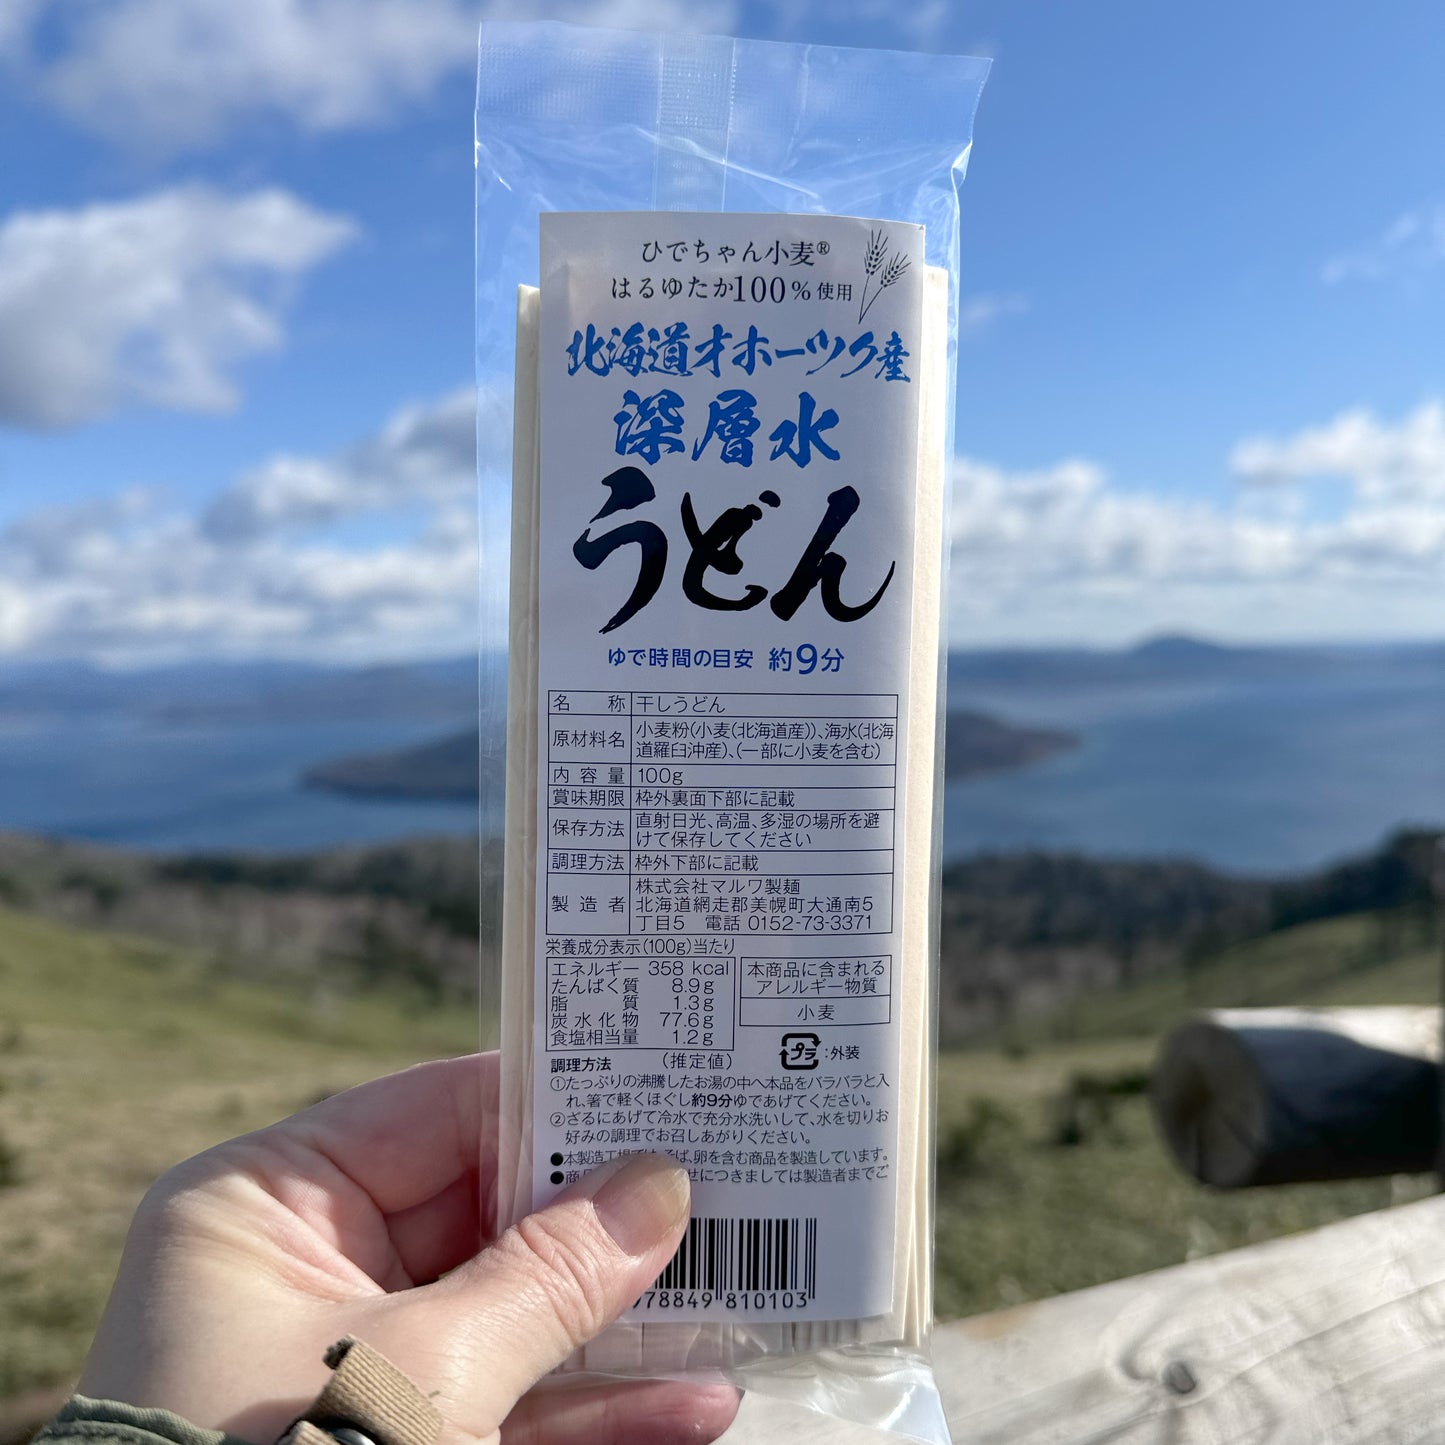 ひでちゃん小麦®
はるゆたか100%使用
北海道オホーツク産
深層水
うどん
ゆで時間の目安 約9分
名称 干しうどん
原材料名 小麦粉(小麦(北海道産))、海水(北海
道羅臼沖産)、(一部に小麦を含む)
内容量 100g
賞味期限 枠外裏面下部に記載
保存方法 直射日光、高温、多湿の場所を避
けて保存してください
調理方法 枠外下部に記載
製造者 株式会社マルワ製麺
北海道網走郡美幌町大通南5
丁目5 電話 0152-73-3371
栄養成分表示(100g)当たり
エネルギー 358 kcal
たんぱく質 8.9g
脂質 1.3g
炭水化物 77.6g
食塩相当量 1.2g
(推定値)
本商品に含まれる
アレルギー物質
小麦
プラ :外装
調理方法
①たっぷりの沸騰したお湯の中へ本品をバラバラと入
れ、箸で軽くほぐし約9分ゆであげてください。
②ざるにあげて冷水で充分水洗いして、水を切りお
好みの調理でお召しあがりください。
●本製造工場では、そば、卵を含む商品を製造しています。
●商品 せにつきましては製造者までご
978849 810103